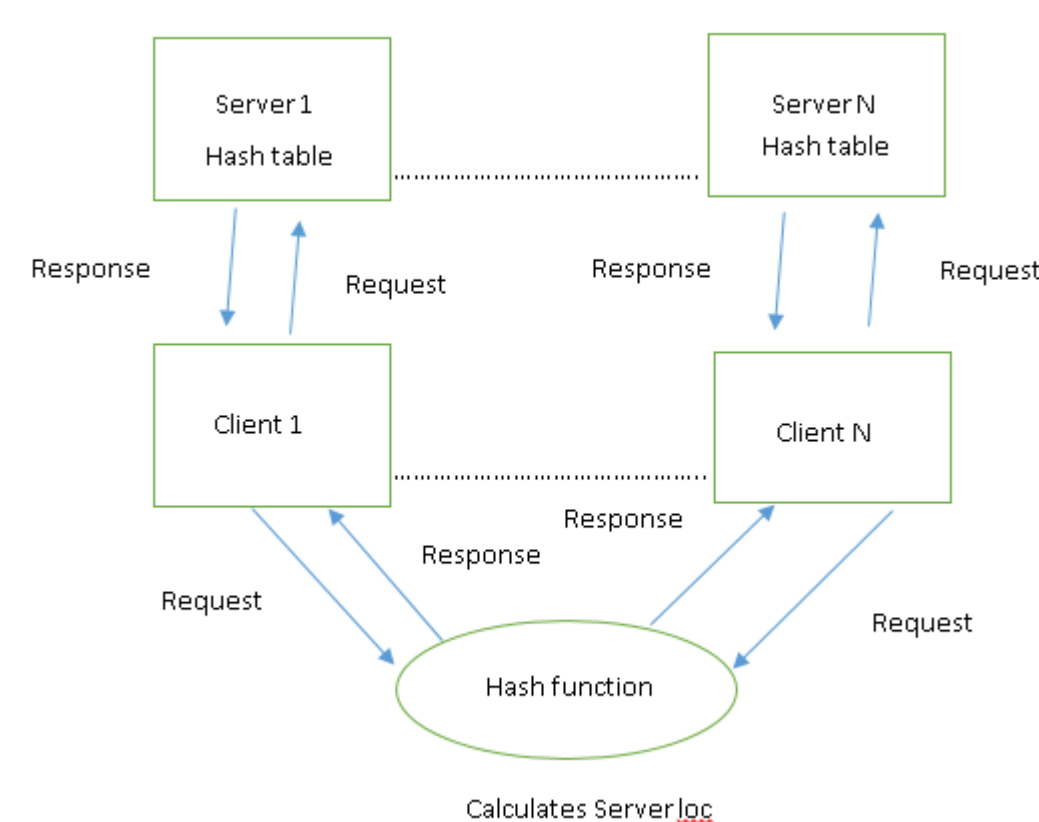 Server 1
Hash table
Server N
Hash table
........................................
Response
Request
Response
Request
Client 1
Client N
........................................
Response
Response
Request
Request
Hash function
Calculates Server loc